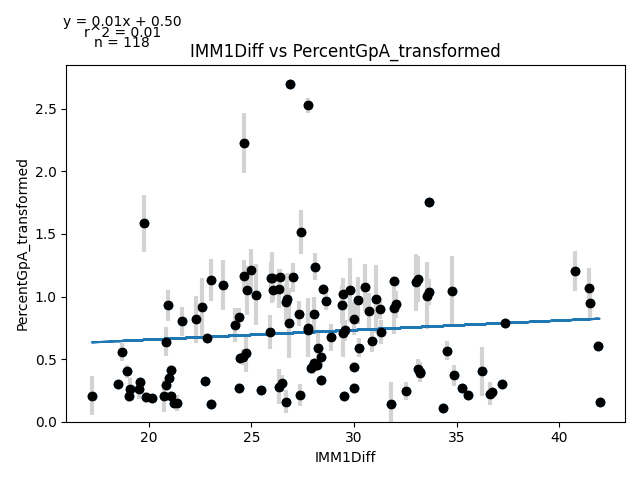 y = 0.01x + 0.50
r^2 = 0.01
n = 118
IMM1Diff vs PercentGpA_transformed
PercentGpA_transformed
2.5
2.0
1.5
1.0
0.5
0.0
20
25
30
35
40
IMM1Diff